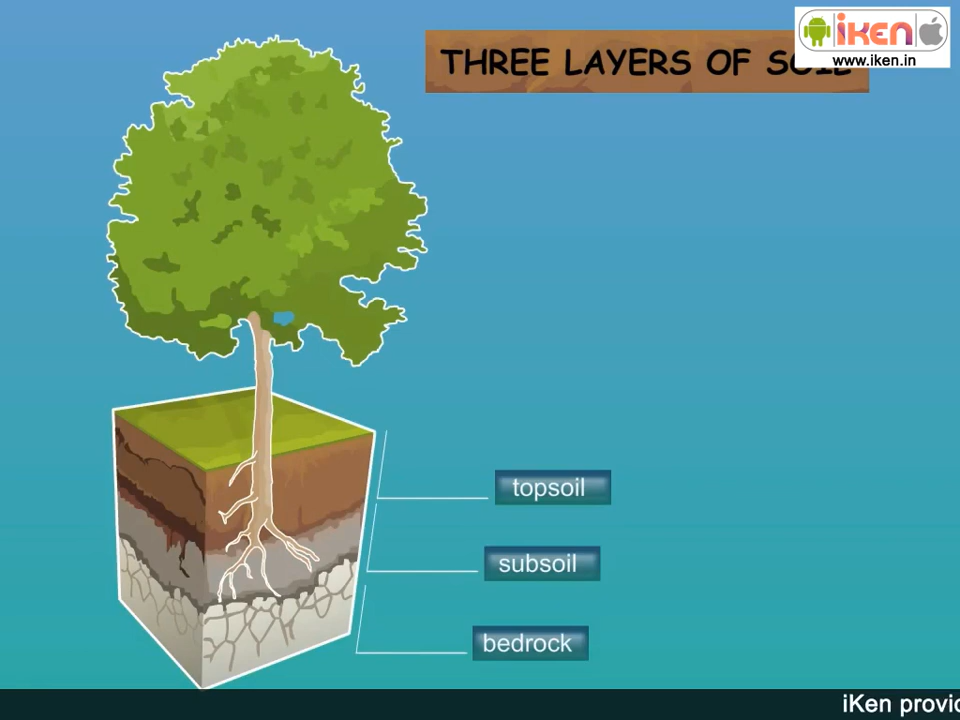 THREE LAYERS OF SOIL
iKEN
www.iken.in
topsoil
subsoil
bedrock
iKen